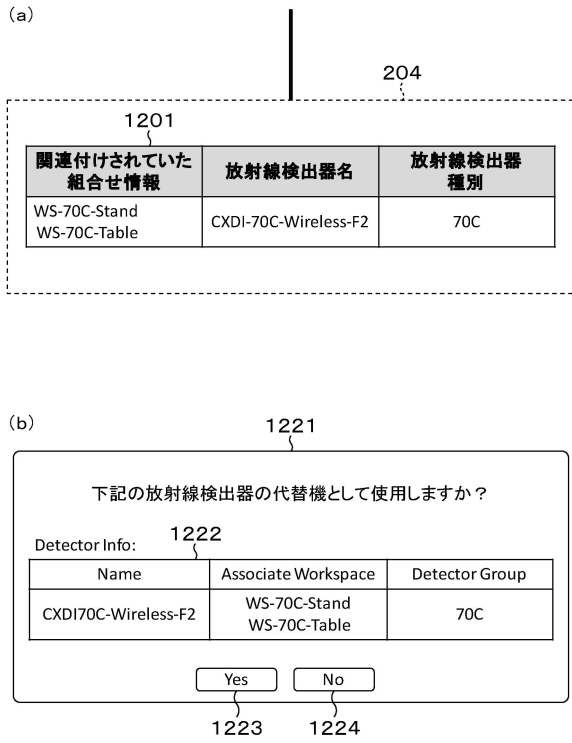 (a)
204
1201
関連付けされていた 放射線検出器名 放射線検出器
組合せ情報 種別
WS-70C-Stand CXDI-70C-Wireless-F2 70C
WS-70C-Table
(b)
1221
下記の放射線検出器の代替機として使用しますか？
1222
Detector Info:
Name Associate Workspace Detector Group
CXDI70C-Wireless-F2 WS-70C-Stand 70C
WS-70C-Table
Yes No
1223 1224